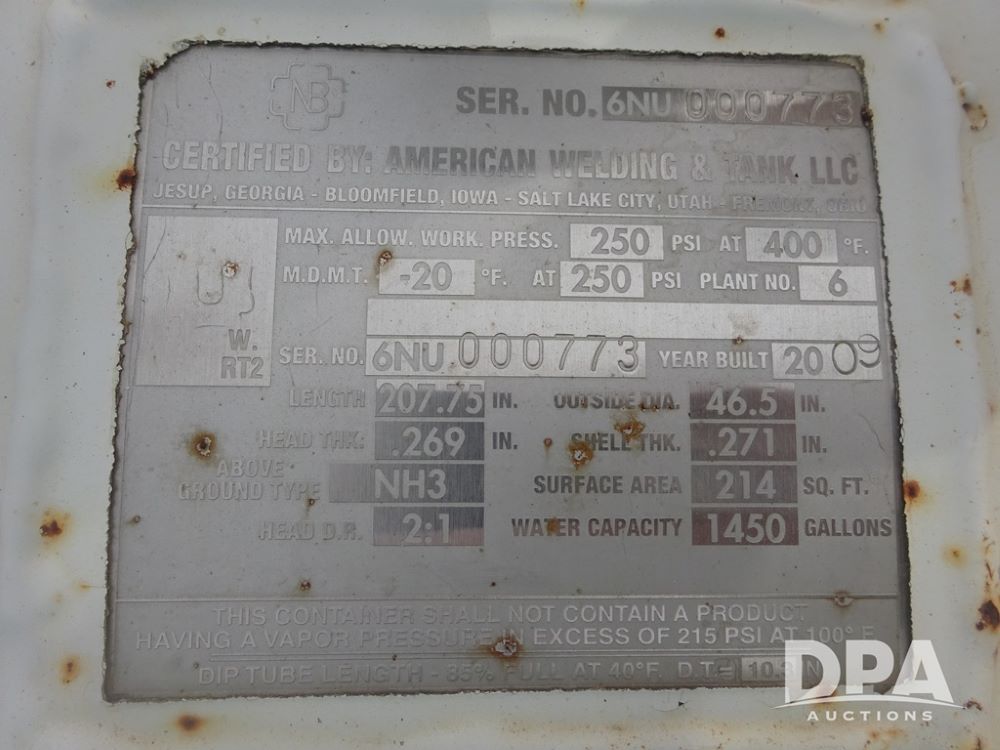 NB
SER. NO. 6NU 000773
CERTIFIED BY: AMERICAN WELDING & TANK LLC
JESUP, GEORGIA - BLOOMFIELD, IOWA - SALT LAKE CITY, UTAH - FREMONT, OHIO
MAX. ALLOW. WORK. PRESS. 250 PSI AT 400 °F.
U
M.D.M.T. -20 °F. AT 250 PSI PLANT NO. 6
W.
RT2
SER. NO. 6NU 000773 YEAR BUILT 2009
LENGTH 207.75 IN. OUTSIDE DIA. 46.5 IN.
HEAD THK: .269 IN. SHELL THK. .271 IN.
ABOVE
GROUND TYPE NH3 SURFACE AREA 214 SQ. FT.
HEAD D.R. 2:1 WATER CAPACITY 1450 GALLONS
THIS CONTAINER SHALL NOT CONTAIN A PRODUCT
HAVING A VAPOR PRESSURE IN EXCESS OF 215 PSI AT 100° F.
DIP TUBE LENGTH - 85% FULL AT 40°F. D.T.=
DPA
AUCTIONS